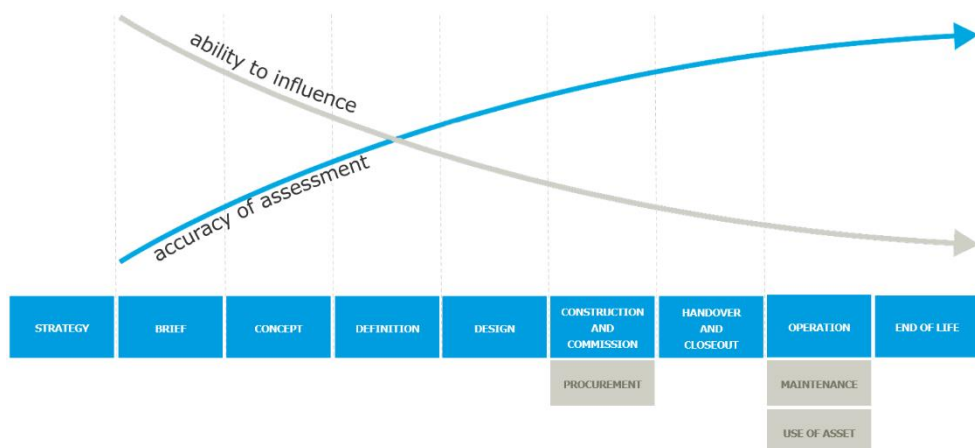 ability to influence
accuracy of assessment
STRATEGY
BRIEF
CONCEPT
DEFINITION
DESIGN
CONSTRUCTION
AND
COMMISSION
HANDOVER
AND
CLOSEOUT
OPERATION
END OF LIFE
PROCUREMENT
MAINTENANCE
USE OF ASSET